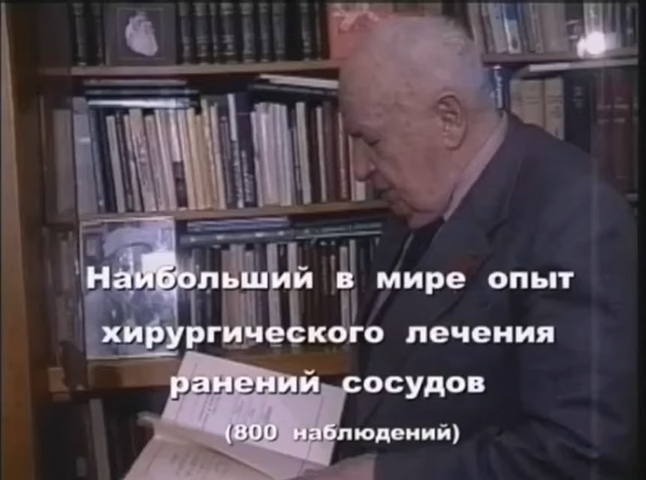 Наибольший в мире опыт
хирургического лечения
ранений сосудов
(800 наблюдений)